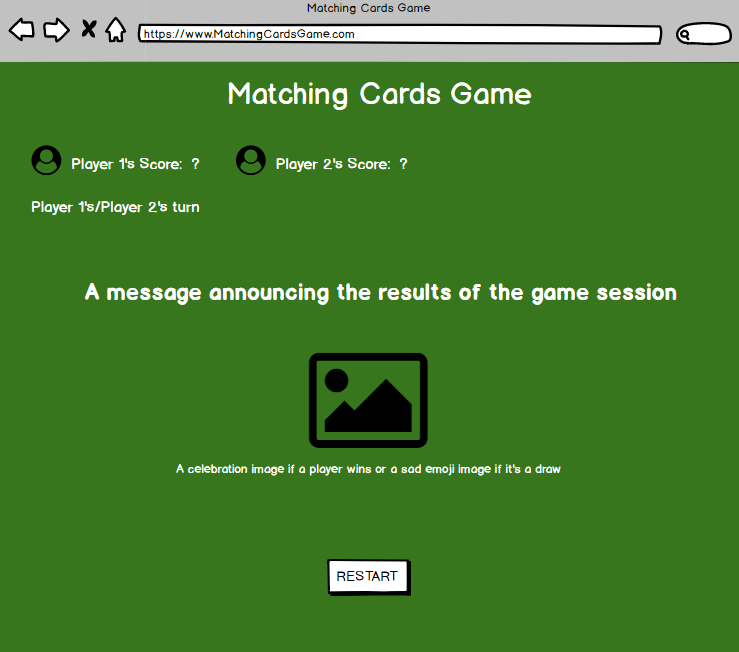 Matching Cards Game
https://www.MatchingCardsGame.com
Matching Cards Game
Player 1's Score: ? Player 2's Score: ?
Player 1's/Player 2's turn
A message announcing the results of the game session
A celebration image if a player wins or a sad emoji image if it's a draw
RESTART